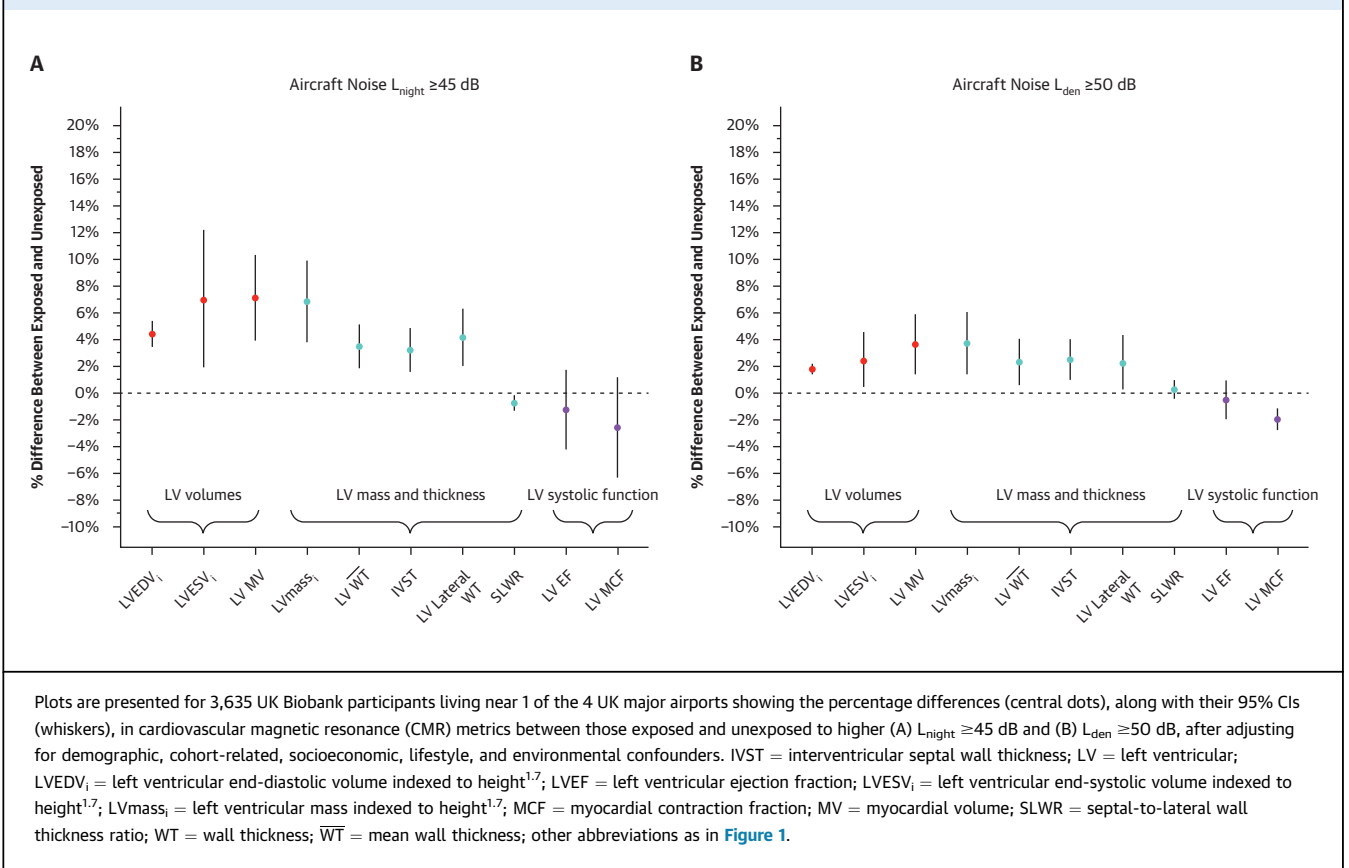 A
Aircraft Noise Lnight ≥45 dB
% Difference Between Exposed and Unexposed
20%
18%
16%
14%
12%
10%
8%
6%
4%
2%
0%
−2%
−4%
−6%
−8%
−10%
LV volumes
LV mass and thickness
LV systolic function
LVEDVi
LVESVi
LV MV
LVmassi
LV W̅T̅
IVST
LV Lateral
WT
SLWR
LV EF
LV MCF
B
Aircraft Noise Lden ≥50 dB
% Difference Between Exposed and Unexposed
20%
18%
16%
14%
12%
10%
8%
6%
4%
2%
0%
−2%
−4%
−6%
−8%
−10%
LV volumes
LV mass and thickness
LV systolic function
LVEDVi
LVESVi
LV MV
LVmassi
LV W̅T̅
IVST
LV Lateral
WT
SLWR
LV EF
LV MCF
Plots are presented for 3,635 UK Biobank participants living near 1 of the 4 UK major airports showing the percentage differences (central dots), along with their 95% CIs
(whiskers), in cardiovascular magnetic resonance (CMR) metrics between those exposed and unexposed to higher (A) Lnight ≥45 dB and (B) Lden ≥50 dB, after adjusting
for demographic, cohort-related, socioeconomic, lifestyle, and environmental confounders. IVST = interventricular septal wall thickness; LV = left ventricular;
LVEDVi = left ventricular end-diastolic volume indexed to height1.7; LVEF = left ventricular ejection fraction; LVESVi = left ventricular end-systolic volume indexed to
height1.7; LVmassi = left ventricular mass indexed to height1.7; MCF = myocardial contraction fraction; MV = myocardial volume; SLWR = septal-to-lateral wall
thickness ratio; WT = wall thickness; W̅T̅ = mean wall thickness; other abbreviations as in Figure 1.